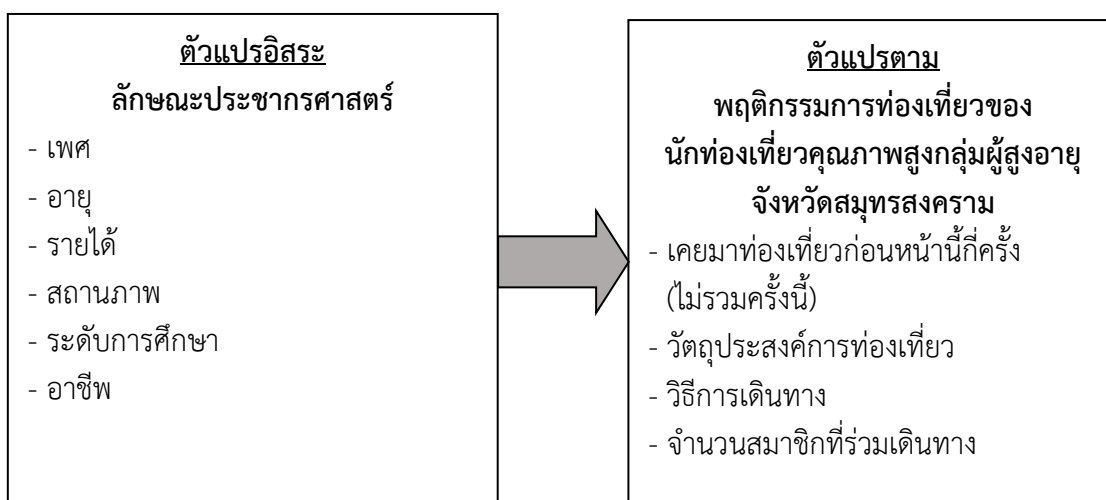 ตัวแปรอิสระ
ลักษณะประชากรศาสตร์
- เพศ
- อายุ
- รายได้
- สถานภาพ
- ระดับการศึกษา
- อาชีพ
ตัวแปรตาม
พฤติกรรมการท่องเที่ยวของ
นักท่องเที่ยวคุณภาพสูงกลุ่มผู้สูงอายุ
จังหวัดสมุทรสงคราม
- เคยมาท่องเที่ยวก่อนหน้านี้กี่ครั้ง
(ไม่รวมครั้งนี้)
- วัตถุประสงค์การท่องเที่ยว
- วิธีการเดินทาง
- จำนวนสมาชิกที่ร่วมเดินทาง